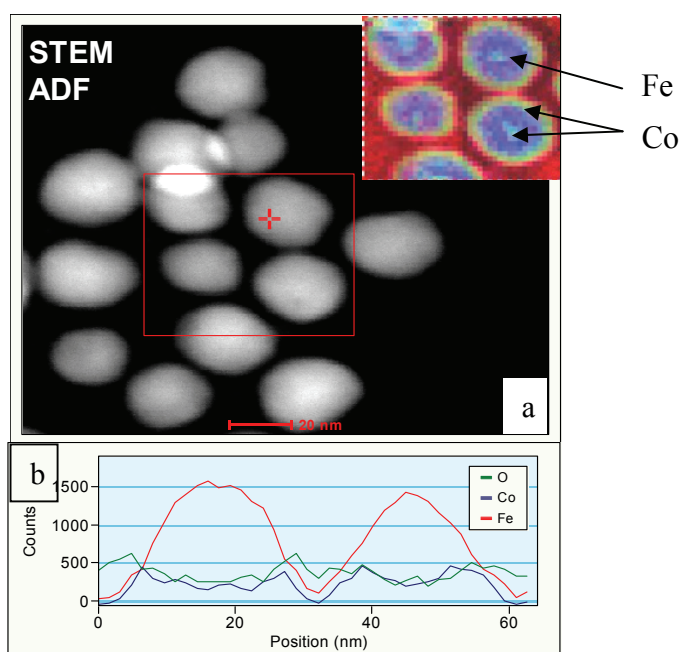 STEM
ADF
Fe
Co
20 nm
a
b
1500
1000
500
0
Counts
O
Co
Fe
0
20
40
60
Position (nm)